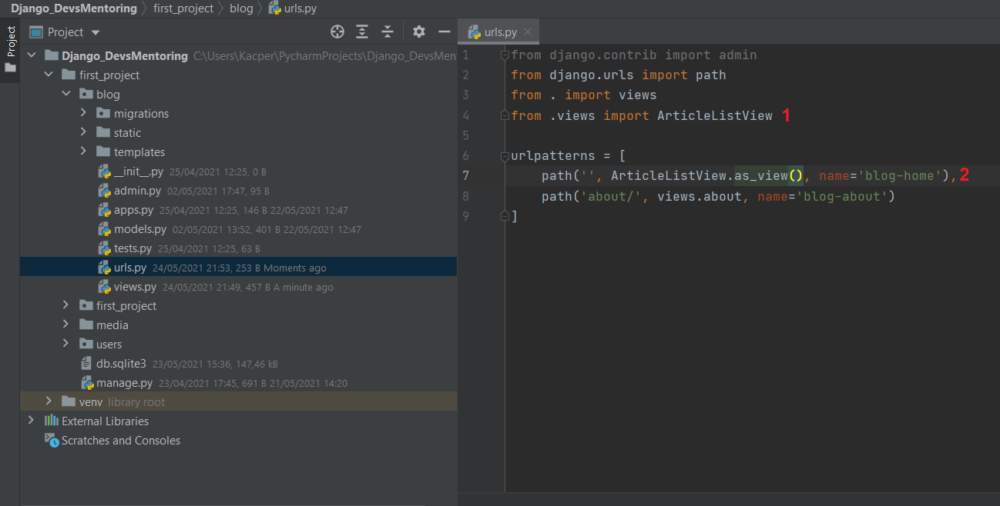 Django_DevsMentoring first_project blog urls.py
Project
Project
Django_DevsMentoring C:\Users\Kacper\PycharmProjects\Django_DevsMen
first_project
blog
migrations
static
templates
__init__.py 25/04/2021 12:25, 0 B
admin.py 02/05/2021 17:47, 95 B
apps.py 25/04/2021 12:25, 146 B 22/05/2021 12:47
models.py 02/05/2021 13:52, 401 B 22/05/2021 12:47
tests.py 25/04/2021 12:25, 63 B
urls.py 24/05/2021 21:53, 253 B Moments ago
views.py 24/05/2021 21:49, 457 B A minute ago
first_project
media
users
db.sqlite3 23/05/2021 15:36, 147,46 kB
manage.py 23/04/2021 17:45, 691 B 21/05/2021 14:20
venv library root
External Libraries
Scratches and Consoles
urls.py
1 from django.contrib import admin
2 from django.urls import path
3 from . import views
4 from .views import ArticleListView 1
5
6 urlpatterns = [
7 path('', ArticleListView.as_view(), name='blog-home'), 2
8 path('about/', views.about, name='blog-about')
9 ]